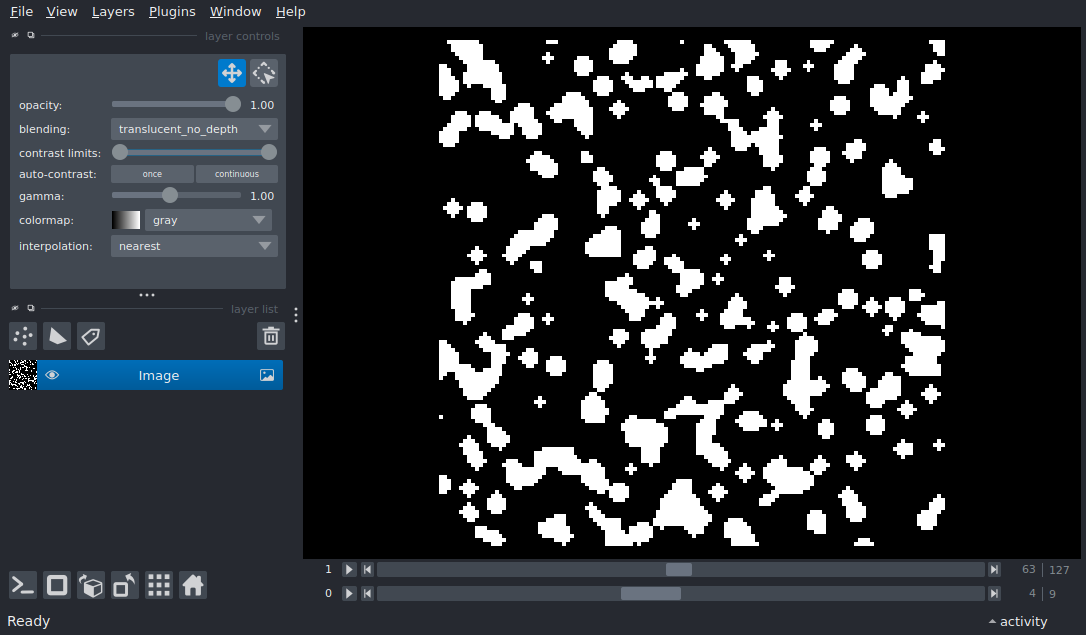 File View Layers Plugins Window Help
layer controls
opacity: 1.00
blending: translucent_no_depth
contrast limits:
auto-contrast: once continuous
gamma: 1.00
colormap: gray
interpolation: nearest
layer list
Image
1 63 127
0 4 9
Ready activity